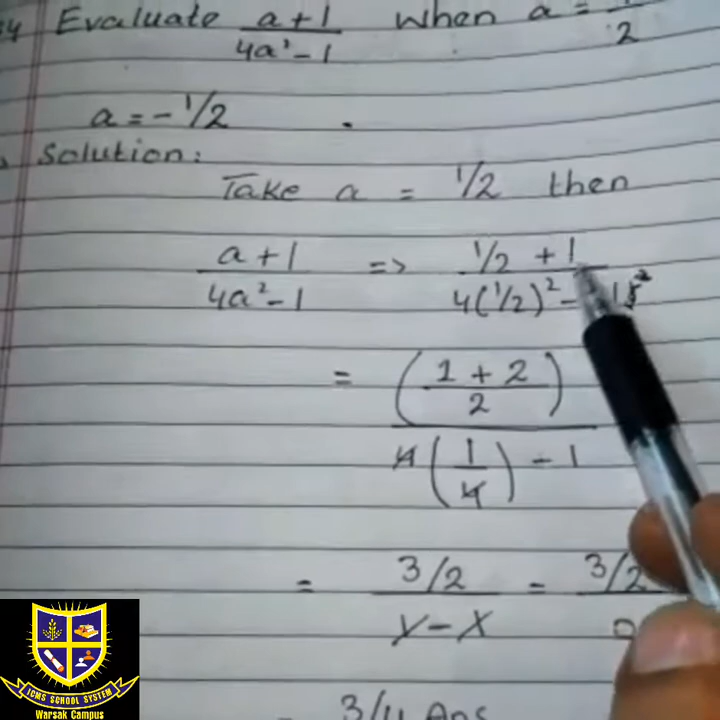 Evaluate a+1 / 4a²-1 when a = 1/2
a = - 1/2 .
Solution:
Take a = 1/2 then
a+1 / 4a²-1 => 1/2 + 1 / 4(1/2)² - 1
= (1+2 / 2) / 4(1/4) - 1
= 3/2 / 1-1 = 3/2 / 0
= 3/4 Ans
ICMS SCHOOL SYSTEM
Warsak Campus